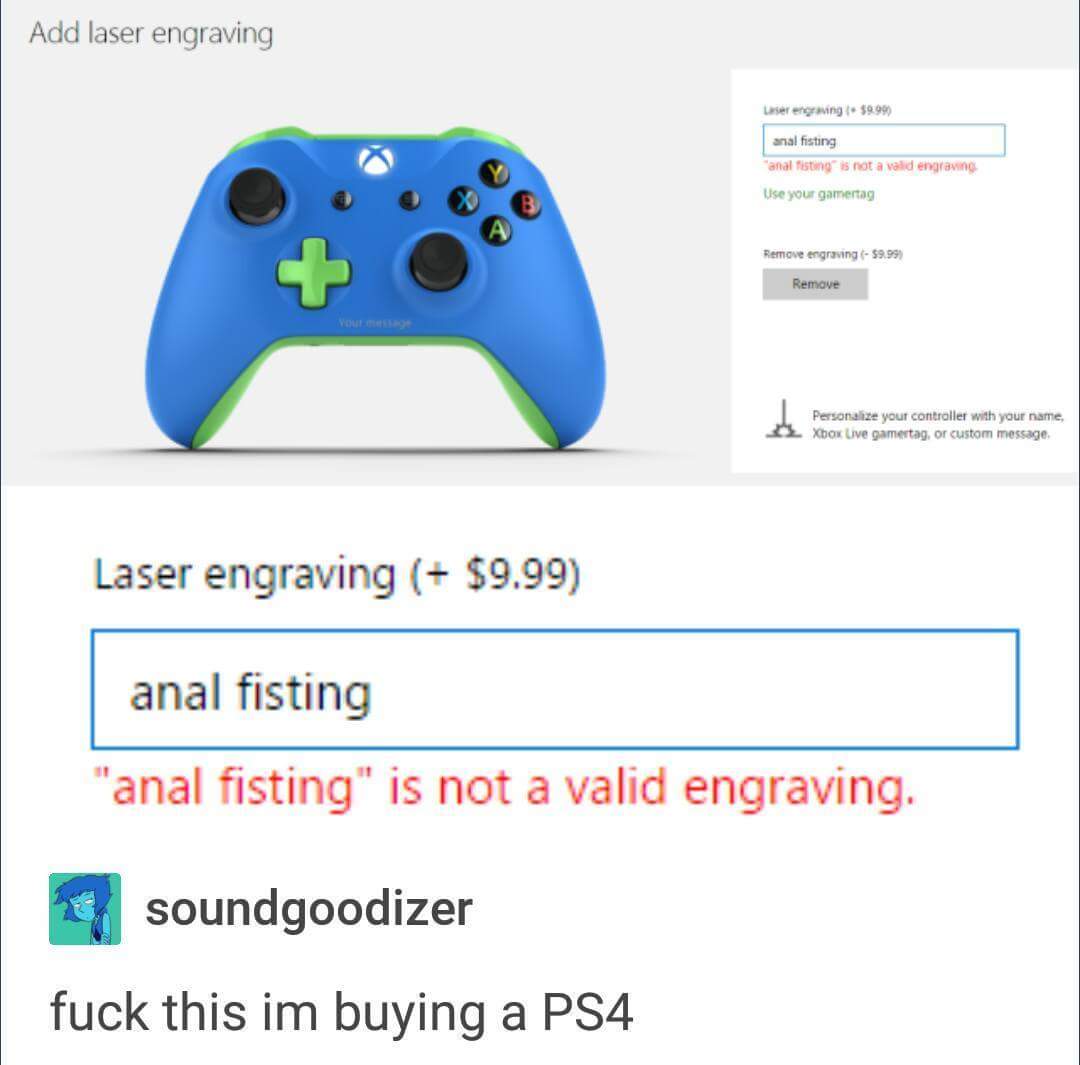 Add laser engraving
Laser engraving (+ $9.99)
anal fisting
"anal fisting" is not a valid engraving.
Use your gamertag
Remove engraving (- $9.99)
Remove
Personalize your controller with your name,
Xbox Live gamertag, or custom message.
Y
X
B
A
Your message
Laser engraving (+ $9.99)
anal fisting
"anal fisting" is not a valid engraving.
soundgoodizer
fuck this im buying a PS4